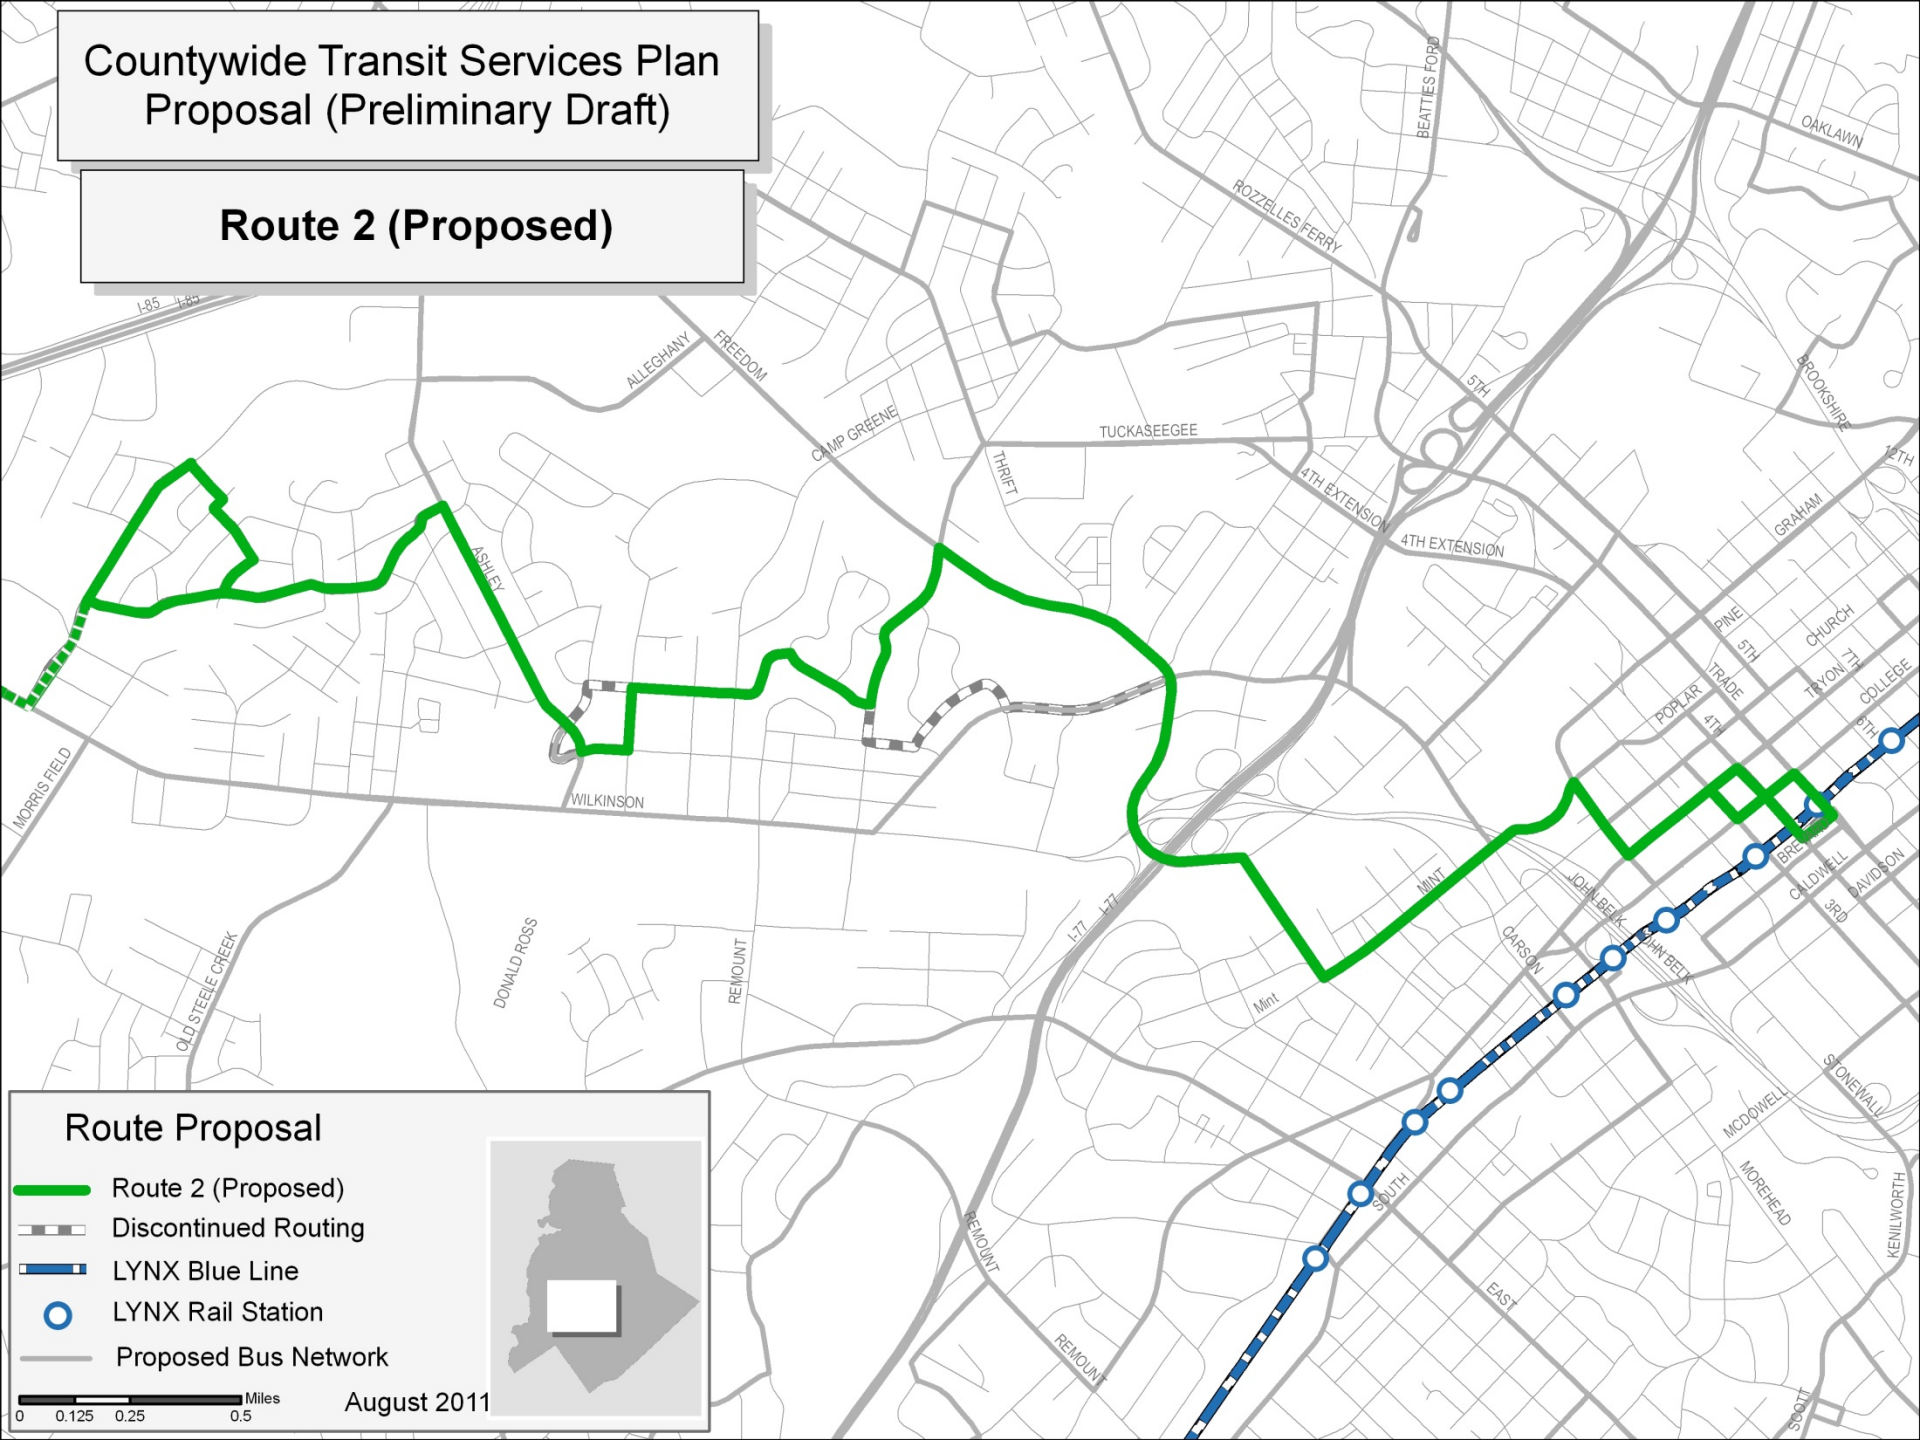 Countywide Transit Services Plan
Proposal (Preliminary Draft)
Route 2 (Proposed)
I-85
I-85
BEATTIES FORD
OAKLAWN
ROZZELLES FERRY
ALLEGHANY
FREEDOM
5TH
BROOKSHIRE
CAMP GREENE
TUCKASEEGEE
THRIFT
4TH EXTENSION
4TH EXTENSION
12TH
GRAHAM
ASHLEY
PINE
CHURCH
5TH
7TH
TRADE
TRYON
COLLEGE
POPLAR
4TH
6TH
MORRIS FIELD
WILKINSON
MINT
CALDWELL
DAVIDSON
3RD
JOHN BELK
JOHN BELK
CARSON
I-77
I-77
OLD STEELE CREEK
DONALD ROSS
REMOUNT
Mint
STONEWALL
MCDOWELL
MOREHEAD
KENILWORTH
SOUTH
REMOUNT
EAST
REMOUNT
SCOTT
Route Proposal
Route 2 (Proposed)
Discontinued Routing
LYNX Blue Line
LYNX Rail Station
Proposed Bus Network
Miles
0 0.125 0.25 0.5
August 2011